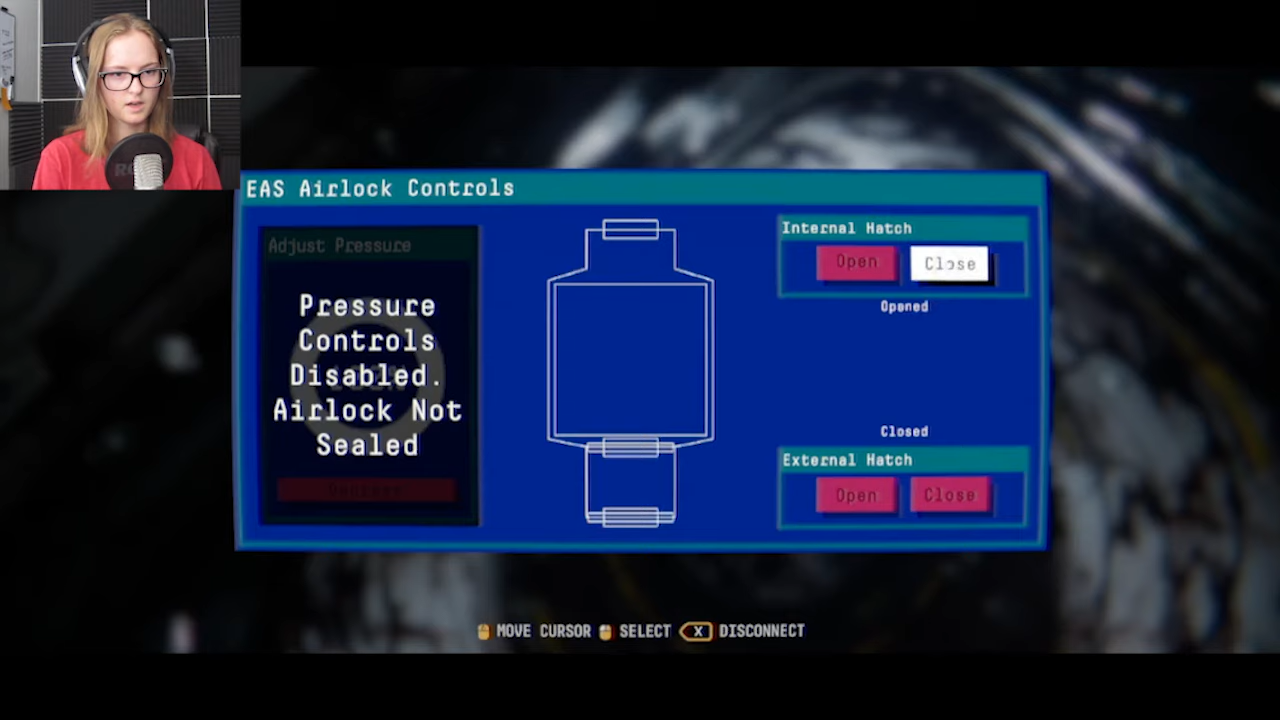 EAS Airlock Controls
Adjust Pressure
Pressure
Controls
Disabled.
Airlock Not
Sealed
Internal Hatch
Open Close
Opened
Closed
External Hatch
Open Close
MOVE CURSOR SELECT X DISCONNECT